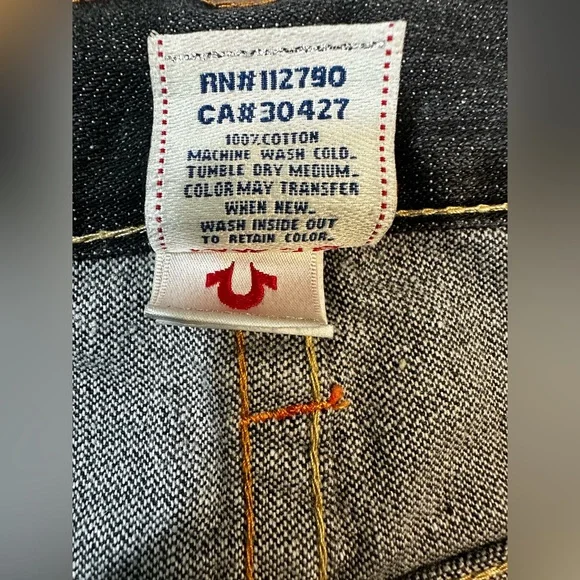 RN#112790
CA#30427
100%COTTON
MACHINE WASH COLD.
TUMBLE DRY MEDIUM.
COLOR MAY TRANSFER
WHEN NEW.
WASH INSIDE OUT
TO RETAIN COLOR.